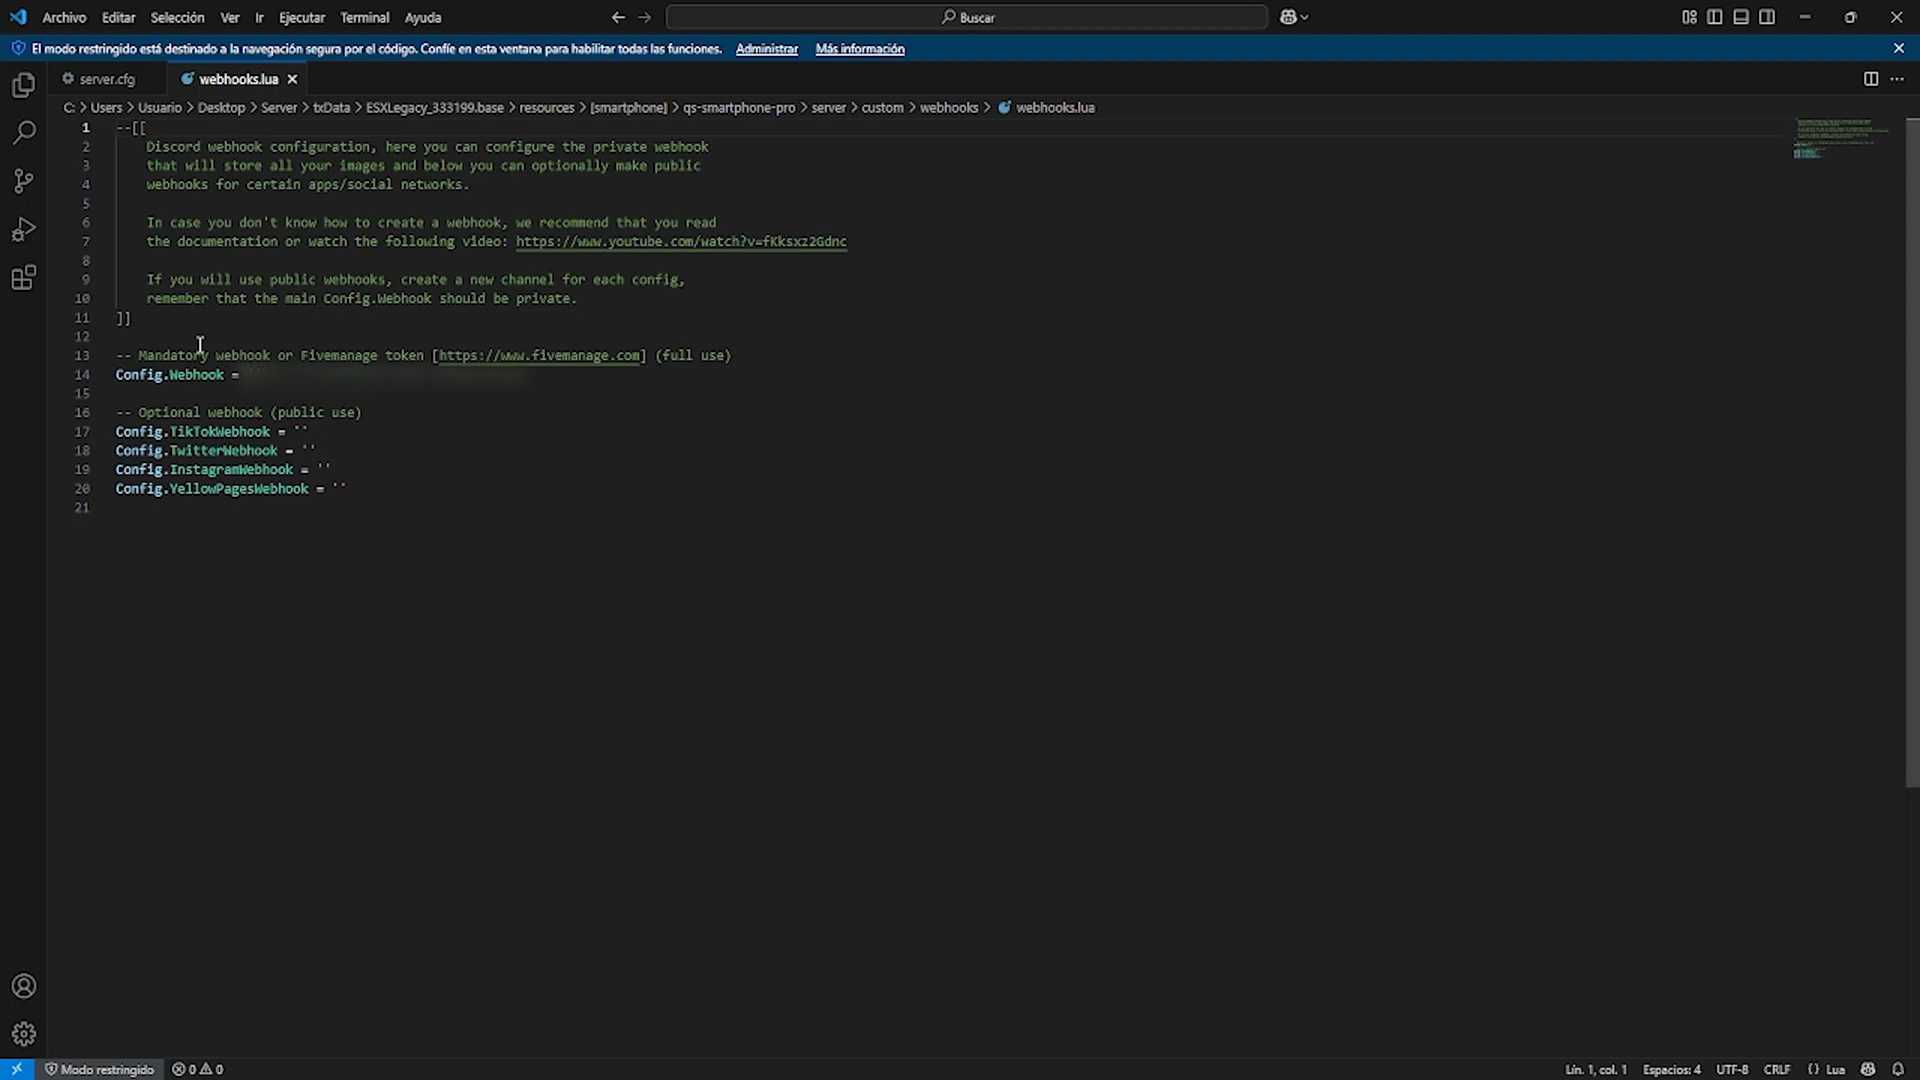 Archivo Editar Selección Ver Ir Ejecutar Terminal Ayuda Buscar
El modo restringido está destinado a la navegación segura por el código. Confíe en esta ventana para habilitar todas las funciones. Administrar Más información
server.cfg webhooks.lua
C: > Users > Usuario > Desktop > Server > txData > ESXLegacy_333199.base > resources > [smartphone] > qs-smartphone-pro > server > custom > webhooks > webhooks.lua
1 --[[
2 Discord webhook configuration, here you can configure the private webhook
3 that will store all your images and below you can optionally make public
4 webhooks for certain apps/social networks.
5
6 In case you don't know how to create a webhook, we recommend that you read
7 the documentation or watch the following video: https://www.youtube.com/watch?v=fKksxz2Gdnc
8
9 If you will use public webhooks, create a new channel for each config,
10 remember that the main Config.Webhook should be private.
11 ]]
12
13 -- Mandatory webhook or Fivemanage token [https://www.fivemanage.com] (full use)
14 Config.Webhook = 
15
16 -- Optional webhook (public use)
17 Config.TikTokWebhook = ''
18 Config.TwitterWebhook = ''
19 Config.InstagramWebhook = ''
20 Config.YellowPagesWebhook = ''
21
Modo restringido 0 0 Lín. 1, col. 1 Espacios: 4 UTF-8 CRLF {} Lua